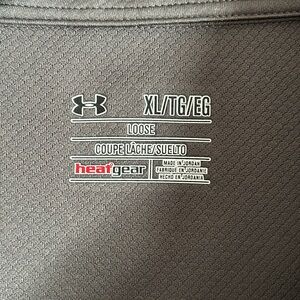 XL/TG/EG
LOOSE
COUPE LÂCHE/SUELTO
heatgear
MADE IN JORDAN
FABRIQUÉ EN JORDANIE
HECHO EN JORDANIA